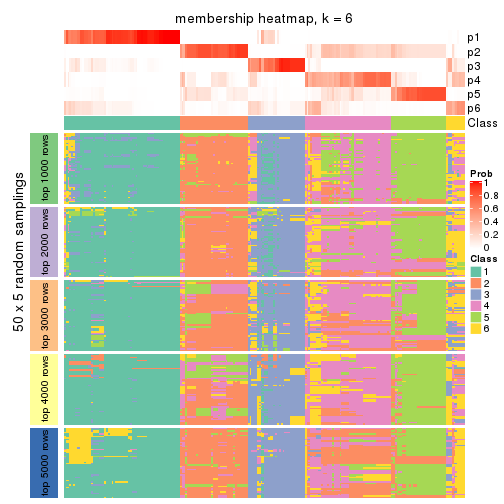 membership heatmap, k = 6
p1
p2
p3
p4
p5
p6
Class
50 x 5 random samplings
top 1000 rows
top 2000 rows
top 3000 rows
top 4000 rows
top 5000 rows
Prob
1
0.8
0.6
0.4
0.2
0
Class
1
2
3
4
5
6